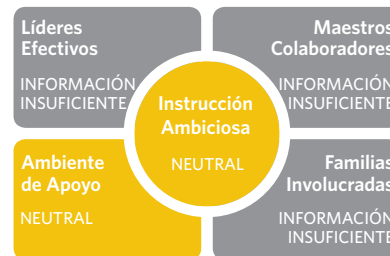 Líderes
Efectivos
INFORMACIÓN
INSUFICIENTE
Maestros
Colaboradores
INFORMACIÓN
INSUFICIENTE
Instrucción
Ambiciosa
NEUTRAL
Ambiente
de Apoyo
NEUTRAL
Familias
Involucradas
INFORMACIÓN
INSUFICIENTE